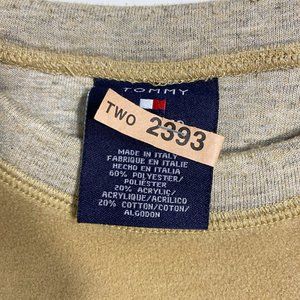 TOMMY
TWO 2393
MADE IN ITALY
FABRIQUE EN ITALIE
HECHO EN ITALIA
60% POLYESTER/
POLIÉSTER
20% ACRYLIC/
ACRYLIQUE/ACRILICO
20% COTTON/COTON/
ALGODON